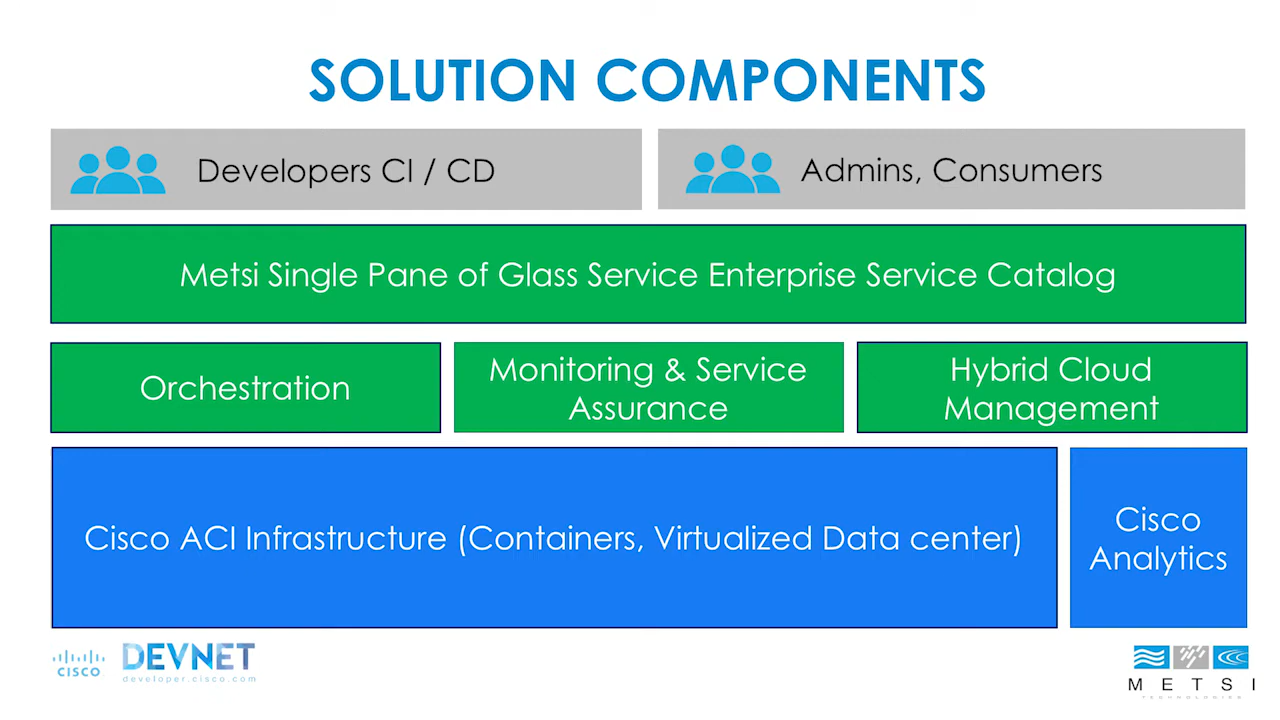 SOLUTION COMPONENTS
Developers CI / CD
Admins, Consumers
Metsi Single Pane of Glass Service Enterprise Service Catalog
Orchestration
Monitoring & Service
Assurance
Hybrid Cloud
Management
Cisco ACI Infrastructure (Containers, Virtualized Data center)
Cisco
Analytics
CISCO
DEVNET
developer.cisco.com
METSI
TECHNOLOGIES